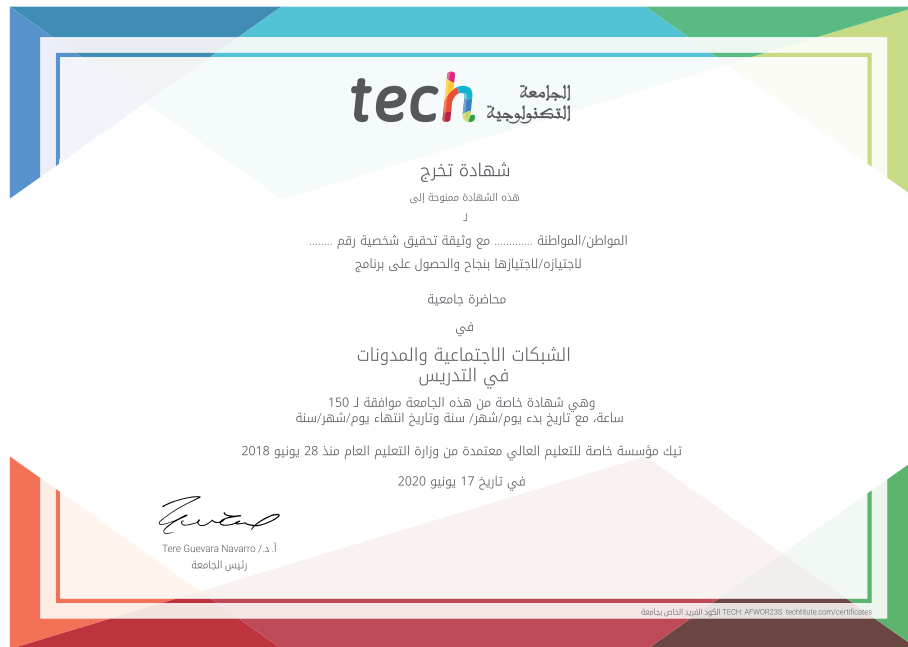 tech الجامعة
التكنولوجية
شهادة تخرج
هذه الشهادة ممنوحة إلى
لـ
المواطن/المواطنة ............. مع وثيقة تحقيق شخصية رقم ........
لاجتيازه/لاجتيازها بنجاح والحصول على برنامج
محاضرة جامعية
في
الشبكات الاجتماعية والمدونات
في التدريس
وهي شهادة خاصة من هذه الجامعة موافقة لـ 150
ساعة، مع تاريخ بدء يوم/شهر/ سنة وتاريخ انتهاء يوم/شهر/سنة
تيك مؤسسة خاصة للتعليم العالي معتمدة من وزارة التعليم العام منذ 28 يونيو 2018
في تاريخ 17 يونيو 2020
أ. د./ Tere Guevara Navarro
رئيس الجامعة
الكود الفريد الخاص بجامعة TECH: AFWOR23S techtitute.com/certificates